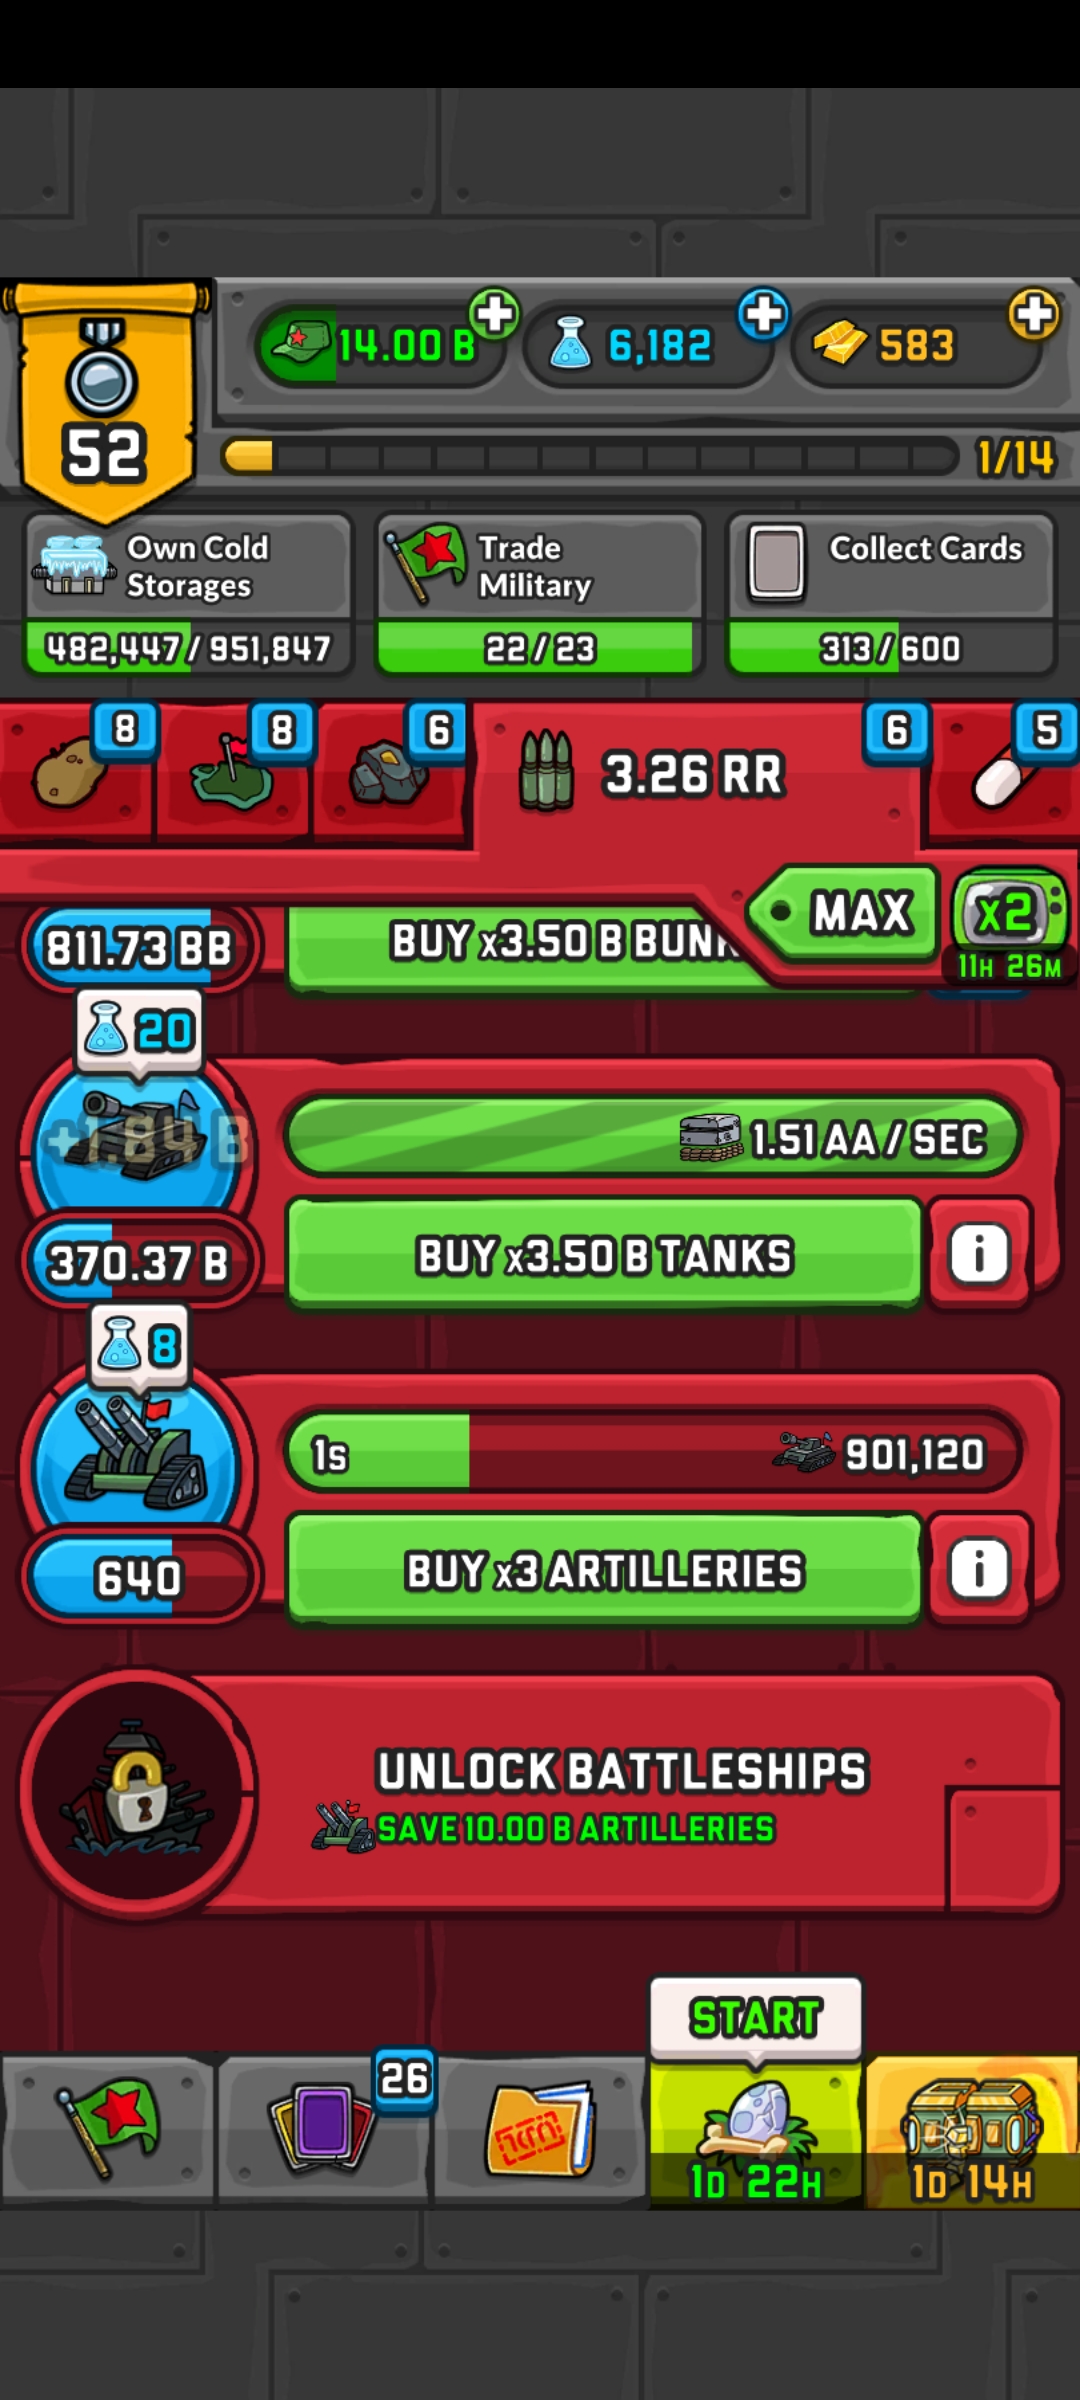 14.00 B
6,182
583
52
1/14
Own Cold
Storages
Trade
Military
Collect Cards
482,447 / 951,847
22 / 23
313 / 600
8
8
6
3.26 RR
6
5
811.73 BB
BUY x3.50 B
MAX
x2
11H 26M
20
+1.84 B
1.51 AA / SEC
370.37 B
BUY x3.50 B TANKS
i
8
1s
901,120
640
BUY x3 ARTILLERIES
i
UNLOCK BATTLESHIPS
SAVE 10.00 B ARTILLERIES
START
26
1D 22H
1D 14H